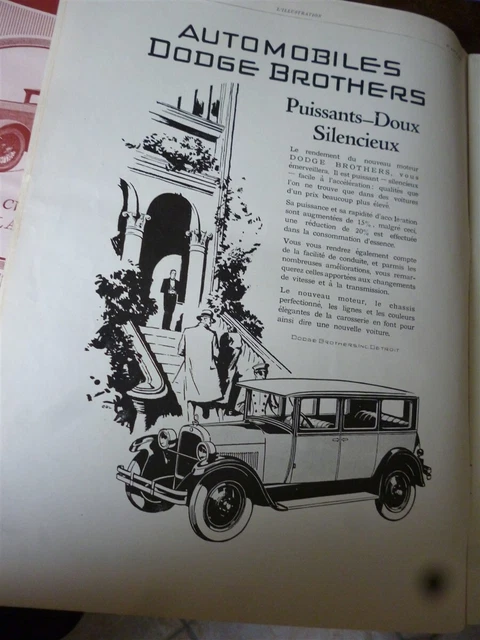 L'ILLUSTRATION
AUTOMOBILES
DODGE BROTHERS
Puissants–Doux
Silencieux
Le rendement du nouveau moteur
DODGE BROTHERS, vous
émerveillera. Il est puissant — silencieux
— facile à l'accélération: qualités que
l'on ne trouve que dans des voitures
d'un prix beaucoup plus élevé.
Sa puissance et sa rapidité d'accélération
sont augmentées de 15%, malgré ceci,
une réduction de 20% est effectuée
dans la consommation d'essence.
Vous vous rendrez également compte
de la facilité de conduite, et parmis les
nombreuses améliorations, vous remar-
querez celles apportées aux changements
de vitesse et à la transmission.
Le nouveau moteur, le chassis
perfectionné, les lignes et les couleurs
élégantes de la carosserie en font pour
ainsi dire une nouvelle voiture.
DODGE BROTHERS INC. DETROIT